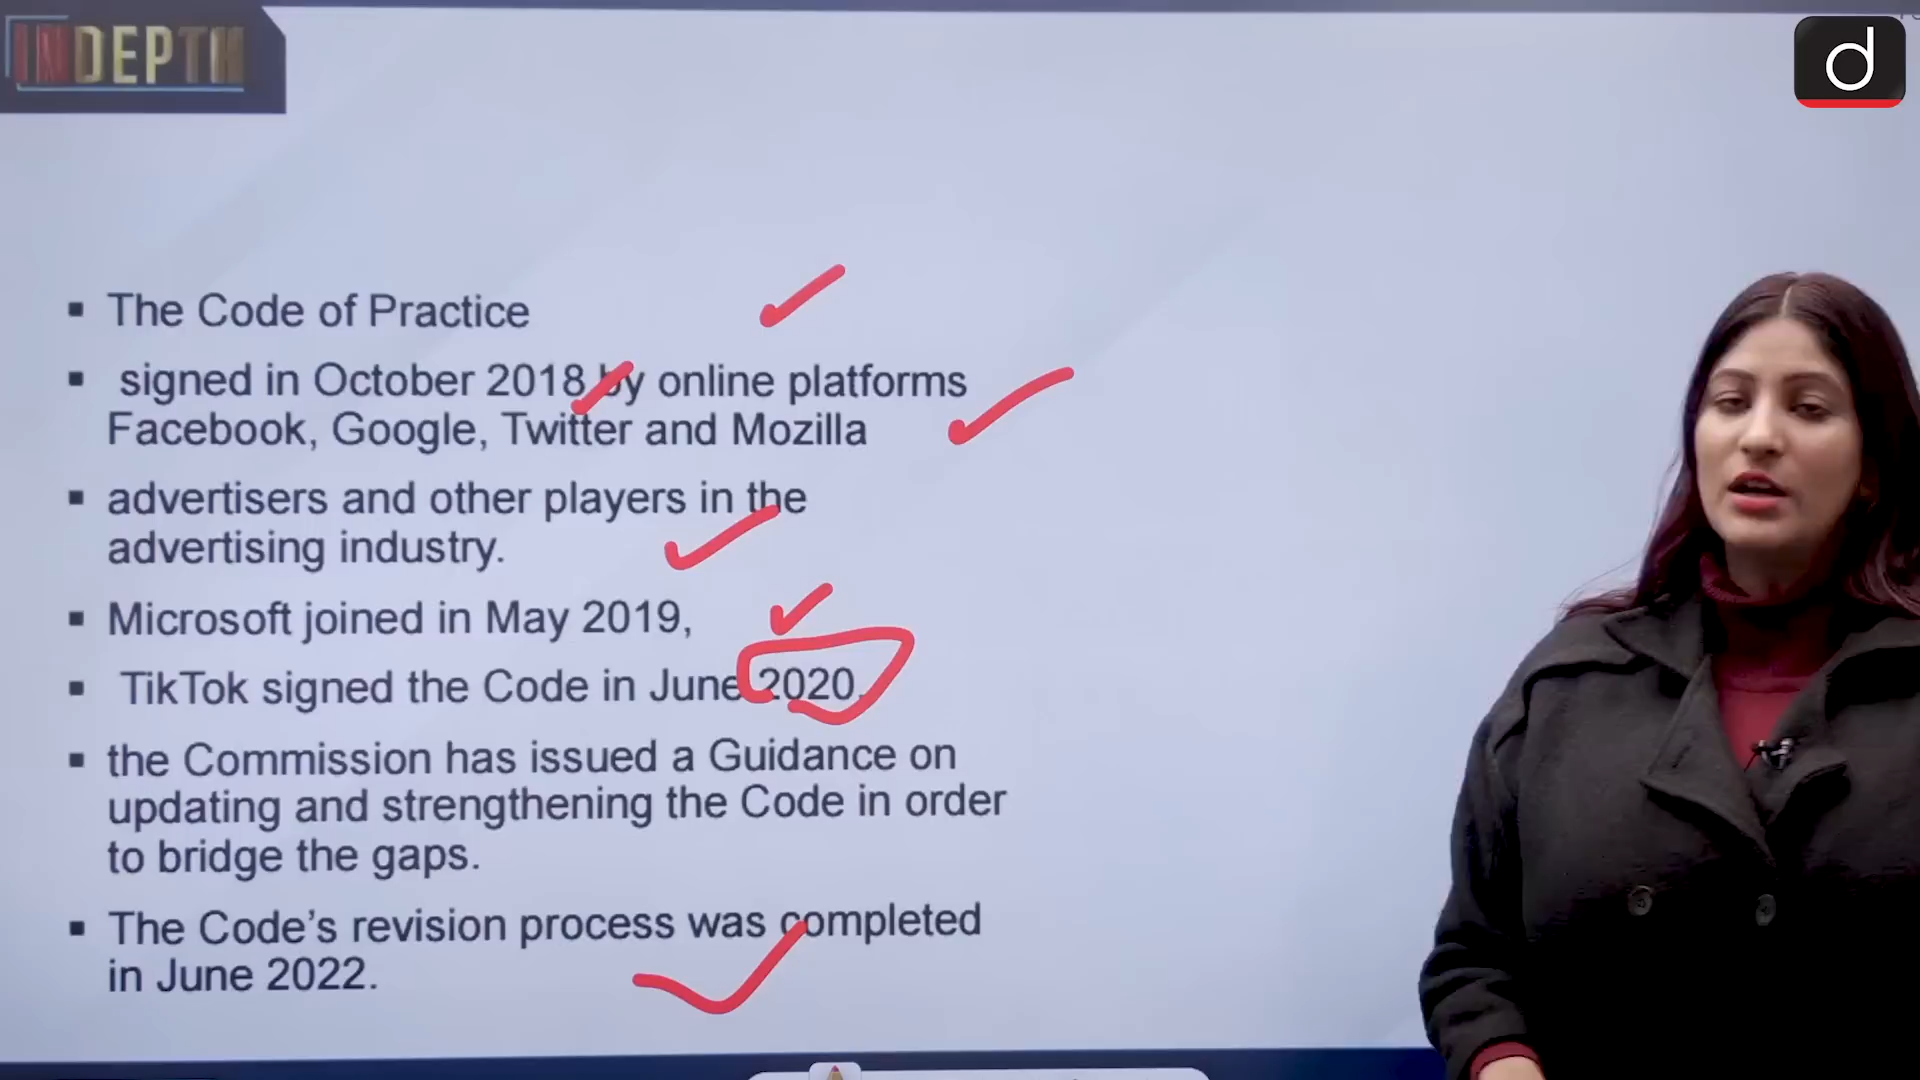 INDEPTH
d
The Code of Practice
signed in October 2018 by online platforms
Facebook, Google, Twitter and Mozilla
advertisers and other players in the
advertising industry.
Microsoft joined in May 2019,
TikTok signed the Code in June 2020.
the Commission has issued a Guidance on
updating and strengthening the Code in order
to bridge the gaps.
The Code's revision process was completed
in June 2022.